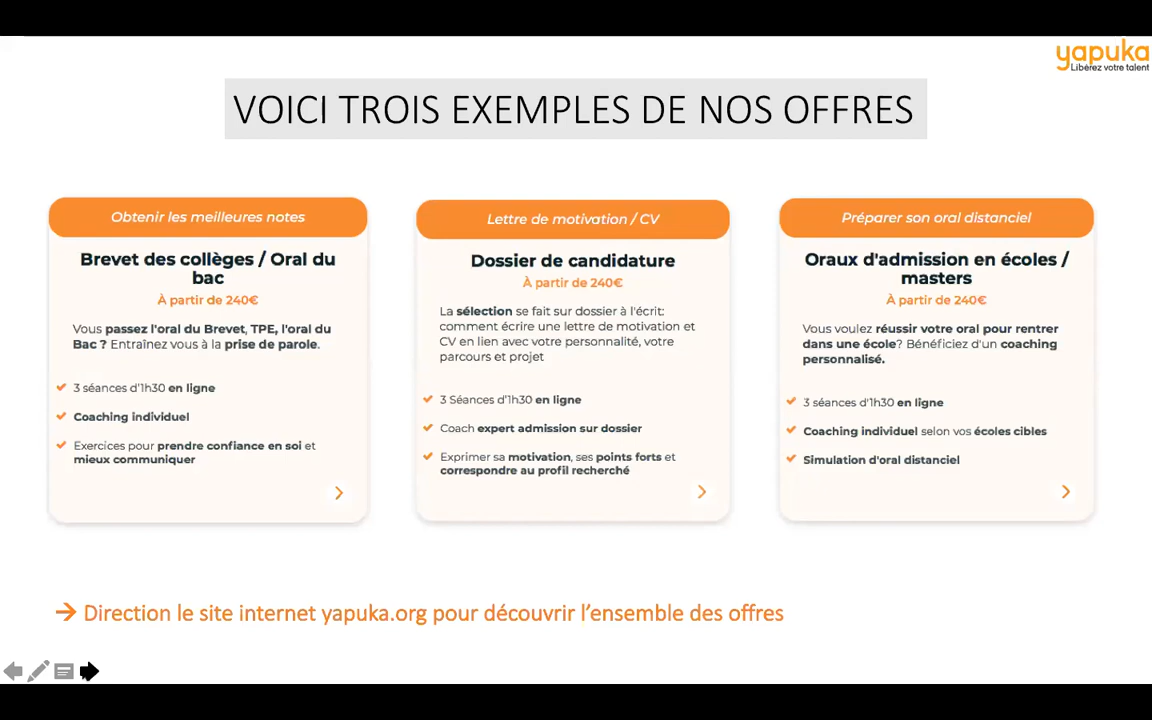 yapuka
Libérez votre talent
VOICI TROIS EXEMPLES DE NOS OFFRES
Obtenir les meilleures notes
Brevet des collèges / Oral du
bac
À partir de 240€
Vous passez l'oral du Brevet, TPE, l'oral du
Bac ? Entraînez vous à la prise de parole.
3 séances d'1h30 en ligne
Coaching individuel
Exercices pour prendre confiance en soi et
mieux communiquer
Lettre de motivation / CV
Dossier de candidature
À partir de 240€
La sélection se fait sur dossier à l'écrit:
comment écrire une lettre de motivation et
CV en lien avec votre personnalité, votre
parcours et projet
3 Séances d'1h30 en ligne
Coach expert admission sur dossier
Exprimer sa motivation, ses points forts et
correspondre au profil recherché
Préparer son oral distanciel
Oraux d'admission en écoles /
masters
À partir de 240€
Vous voulez réussir votre oral pour rentrer
dans une école? Bénéficiez d'un coaching
personnalisé.
3 séances d'1h30 en ligne
Coaching individuel selon vos écoles cibles
Simulation d'oral distanciel
→ Direction le site internet yapuka.org pour découvrir l'ensemble des offres